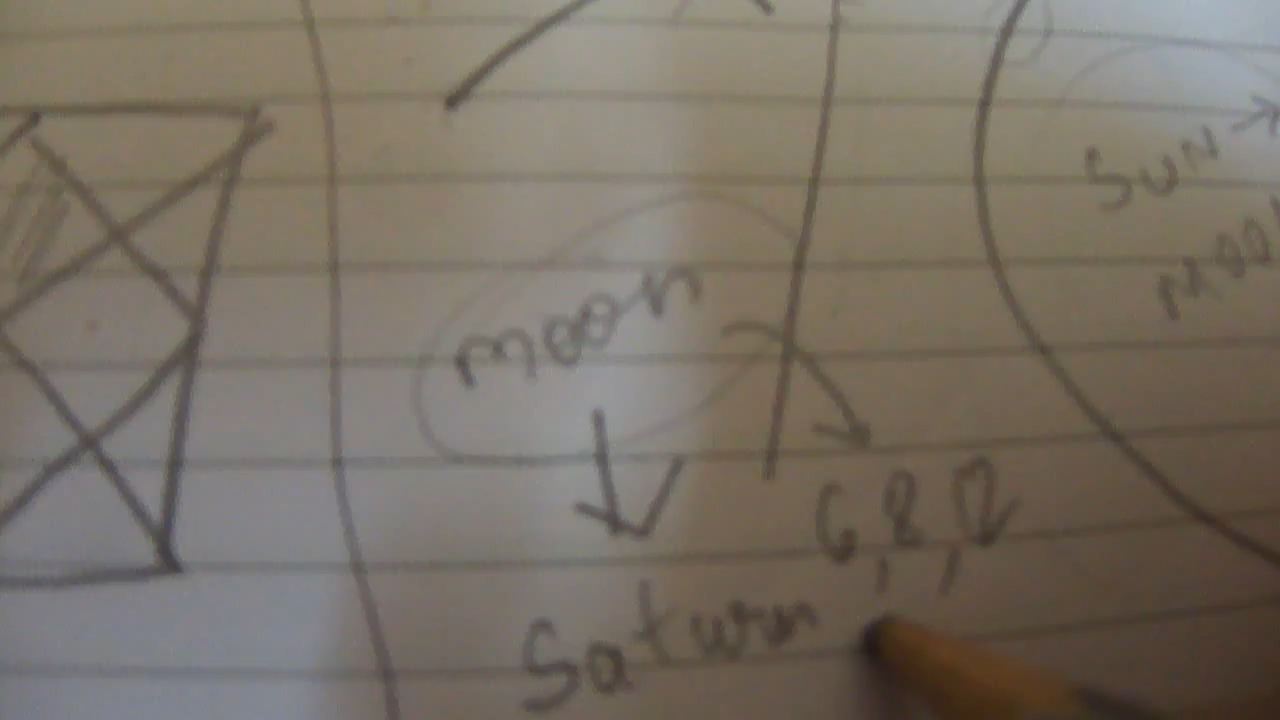 Sun →
moon
6, 8, 12
Saturn